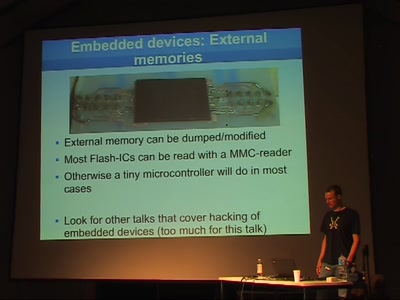 Embedded devices: External
memories
External memory can be dumped/modified
Most Flash-ICs can be read with a MMC-reader
Otherwise a tiny microcontroller will do in most
cases
Look for other talks that cover hacking of
embedded devices (too much for this talk)